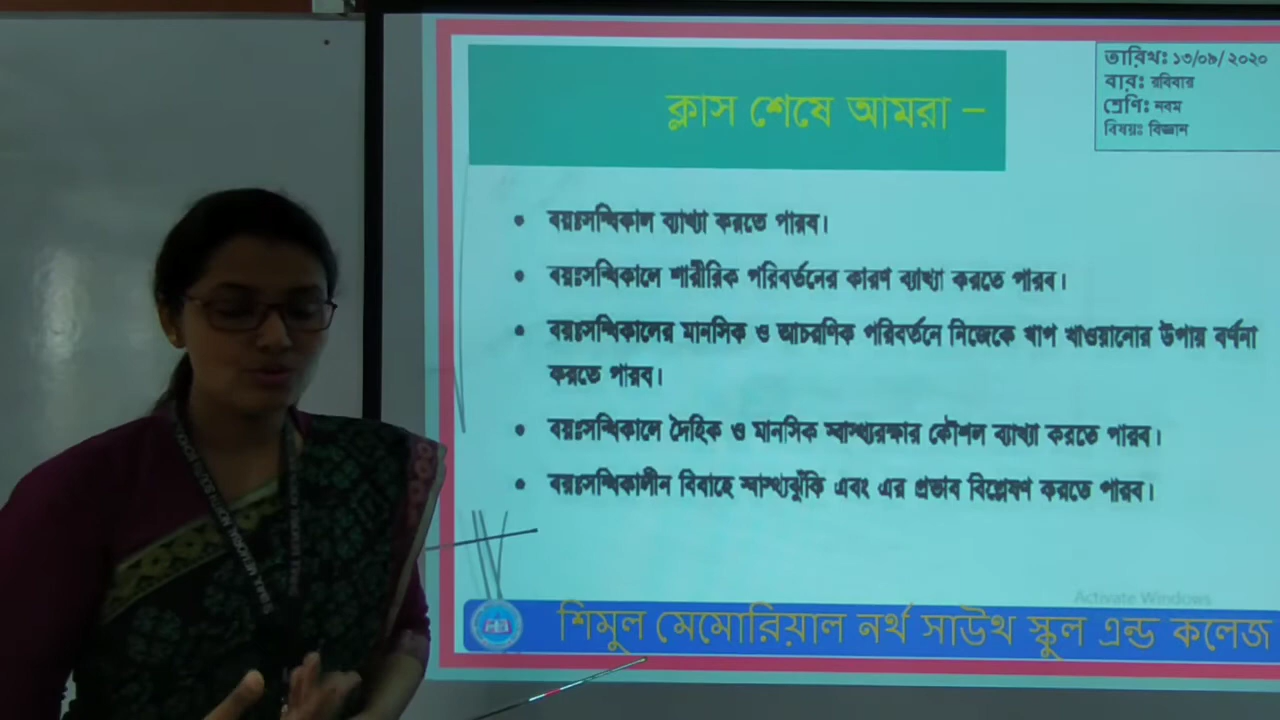 তারিখঃ ১৩/০৯/২০২০
বারঃ রবিবার
শ্রেণিঃ নবম
বিষয়ঃ বিজ্ঞান
ক্লাস শেষে আমরা –
• বয়ঃসন্ধিকাল ব্যাখ্যা করতে পারব।
• বয়ঃসন্ধিকালে শারীরিক পরিবর্তনের কারণ ব্যাখ্যা করতে পারব।
• বয়ঃসন্ধিকালের মানসিক ও আচরণিক পরিবর্তনে নিজেকে খাপ খাওয়ানোর উপায় বর্ণনা
করতে পারব।
• বয়ঃসন্ধিকালে দৈহিক ও মানসিক স্বাস্থ্যরক্ষার কৌশল ব্যাখ্যা করতে পারব।
• বয়ঃসন্ধিকালীন বিবাহে স্বাস্থ্যঝুঁকি এবং এর প্রভাব বিশ্লেষণ করতে পারব।
Activate Windows
শিমুল মেমোরিয়াল নর্থ সাউথ স্কুল এন্ড কলেজ